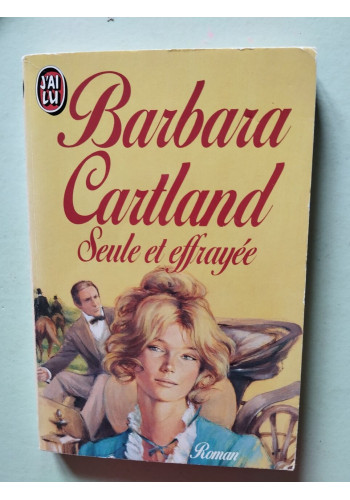 J'AI
LU
Barbara
Cartland
Seule et effrayée
Roman